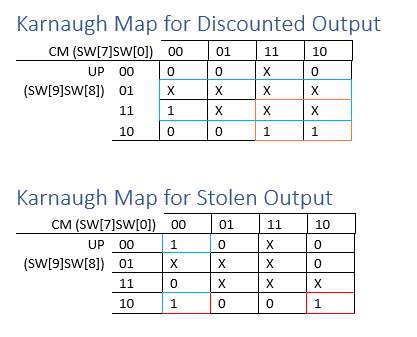 Karnaugh Map for Discounted Output
CM (SW[7]SW[0]) 00 01 11 10
UP 00 0 0 X 0
(SW[9]SW[8]) 01 X X X X
11 1 X X X
10 0 0 1 1
Karnaugh Map for Stolen Output
CM (SW[7]SW[0]) 00 01 11 10
UP 00 1 0 X 0
(SW[9]SW[8]) 01 X X X 0
11 0 X X X
10 1 0 0 1